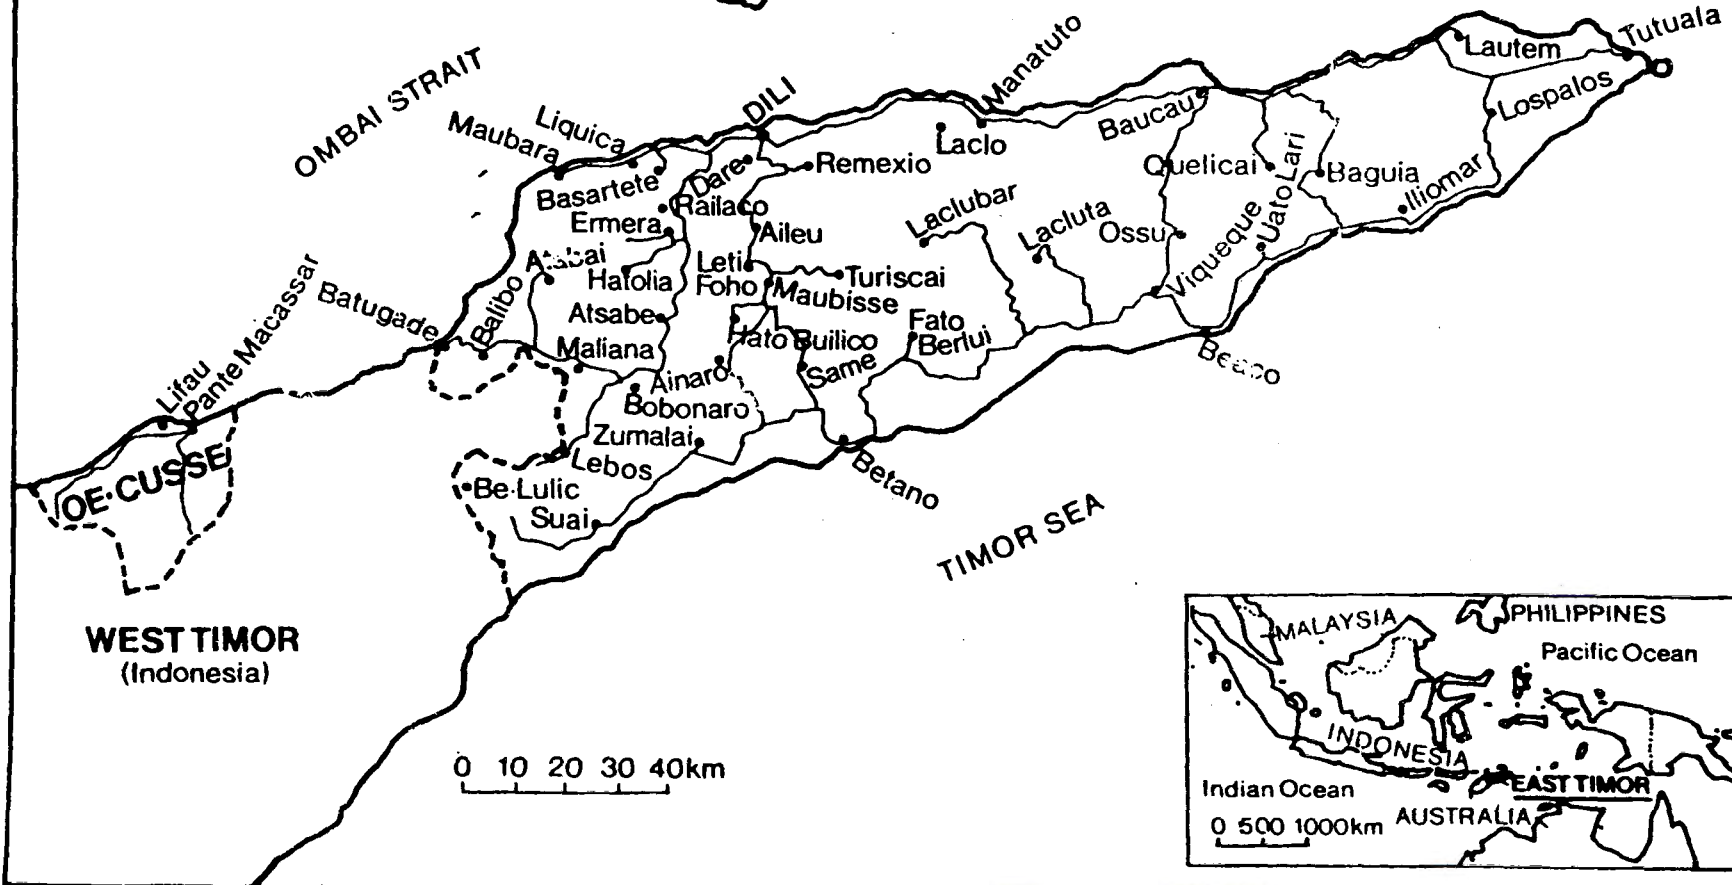 OMBAI STRAIT
Maubara
Liquica
DILI
Manatuto
Lautem
Tutuala
Lospalos
Baucau
Laclo
Basartete
Dare
Remexio
Quelicai
Uato Lari
Baguia
Iliomar
Railaco
Ermera
Aileu
Laclubar
Lacluta
Ossu
Viqueque
Atabai
Hatolia
Leti
Foho
Turiscai
Maubisse
Pante Macassar
Lifau
Batugade
Balibo
Atsabe
Hato Builico
Fato
Berlui
Maliana
Ainaro
Same
Beaco
Bobonaro
Zumalai
Lebos
Betano
OE-CUSSE
Be-Lulic
Suai
TIMOR SEA
WEST TIMOR
(Indonesia)
0 10 20 30 40km
MALAYSIA
PHILIPPINES
Pacific Ocean
INDONESIA
Indian Ocean
EAST TIMOR
AUSTRALIA
0 500 1000km